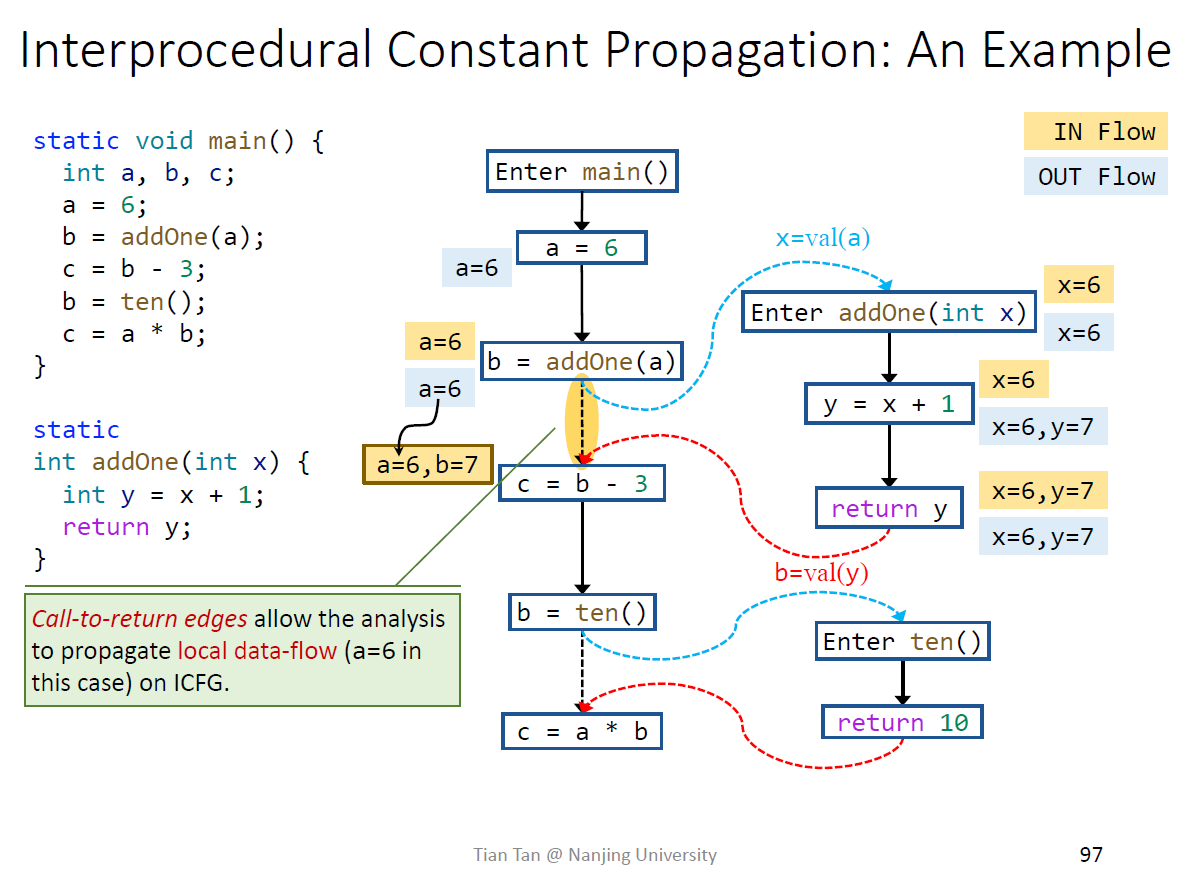 Interprocedural Constant Propagation: An Example
static void main() {
int a, b, c;
a = 6;
b = addOne(a);
c = b - 3;
b = ten();
c = a * b;
}
static
int addOne(int x) {
int y = x + 1;
return y;
}
Call-to-return edges allow the analysis
to propagate local data-flow (a=6 in
this case) on ICFG.
Enter main()
a = 6
a=6
a=6
b = addOne(a)
a=6
a=6,b=7
c = b - 3
b = ten()
c = a * b
IN Flow
OUT Flow
x=val(a)
Enter addOne(int x)
x=6
x=6
y = x + 1
x=6
x=6,y=7
return y
x=6,y=7
x=6,y=7
b=val(y)
Enter ten()
return 10
Tian Tan @ Nanjing University
97